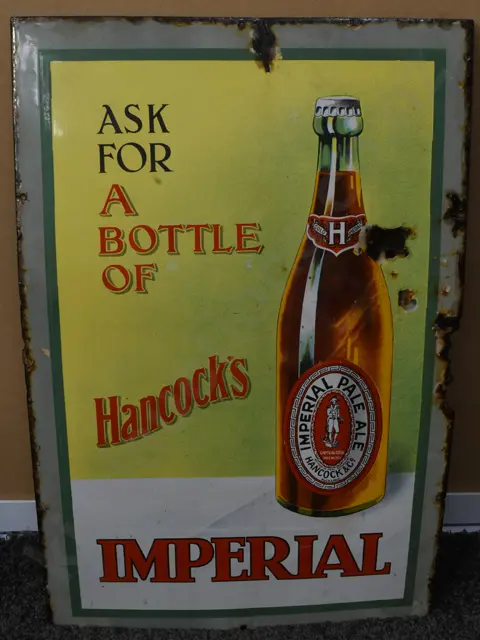 ASK
FOR
A
BOTTLE
OF
Hancock's
IMPERIAL
H
IMPERIAL PALE ALE
HANCOCK & Co